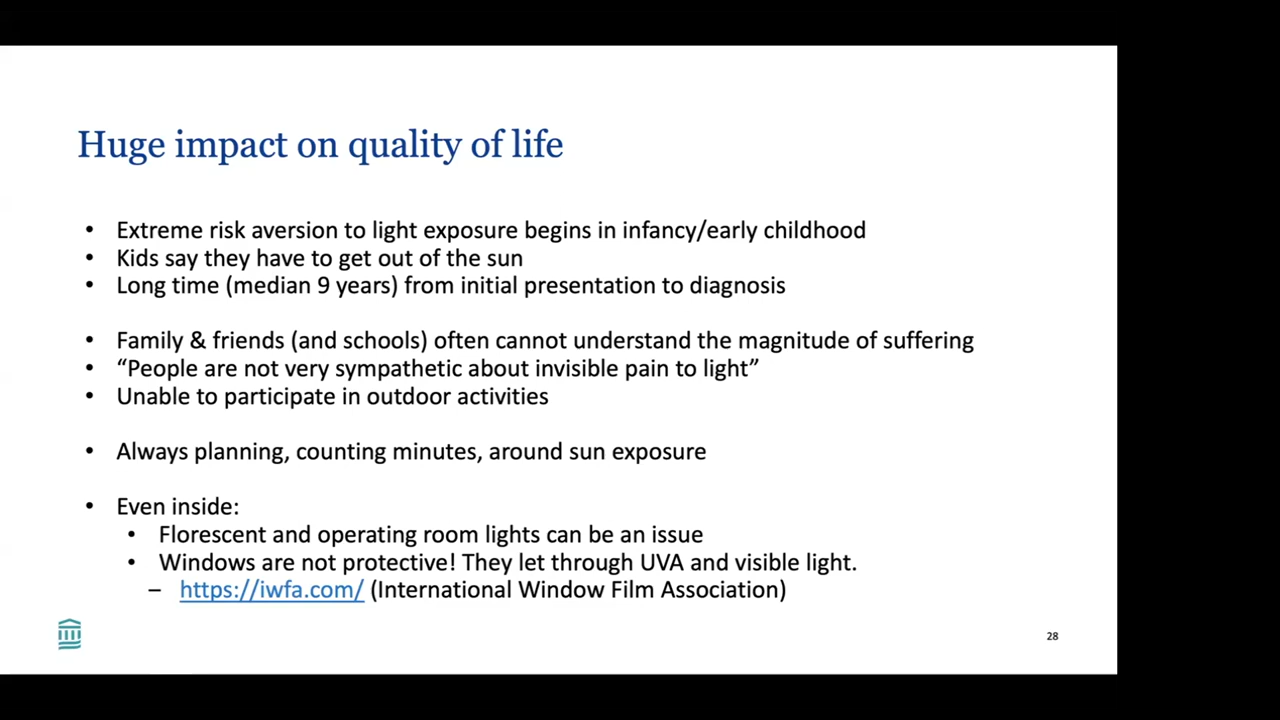 Huge impact on quality of life
• Extreme risk aversion to light exposure begins in infancy/early childhood
• Kids say they have to get out of the sun
• Long time (median 9 years) from initial presentation to diagnosis
• Family & friends (and schools) often cannot understand the magnitude of suffering
• “People are not very sympathetic about invisible pain to light”
• Unable to participate in outdoor activities
• Always planning, counting minutes, around sun exposure
• Even inside:
• Florescent and operating room lights can be an issue
• Windows are not protective! They let through UVA and visible light.
– https://iwfa.com/ (International Window Film Association)
28